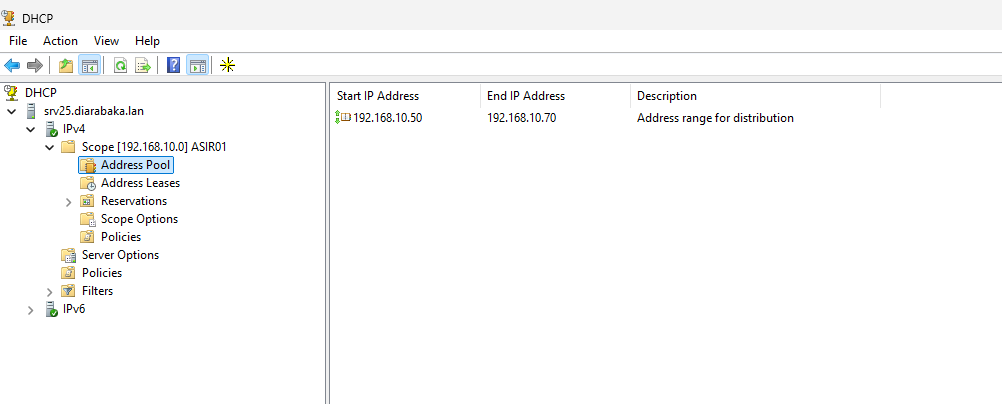 DHCP
File Action View Help
DHCP
srv25.diarabaka.lan
IPv4
Scope [192.168.10.0] ASIR01
Address Pool
Address Leases
Reservations
Scope Options
Policies
Server Options
Policies
Filters
IPv6
Start IP Address End IP Address Description
192.168.10.50 192.168.10.70 Address range for distribution